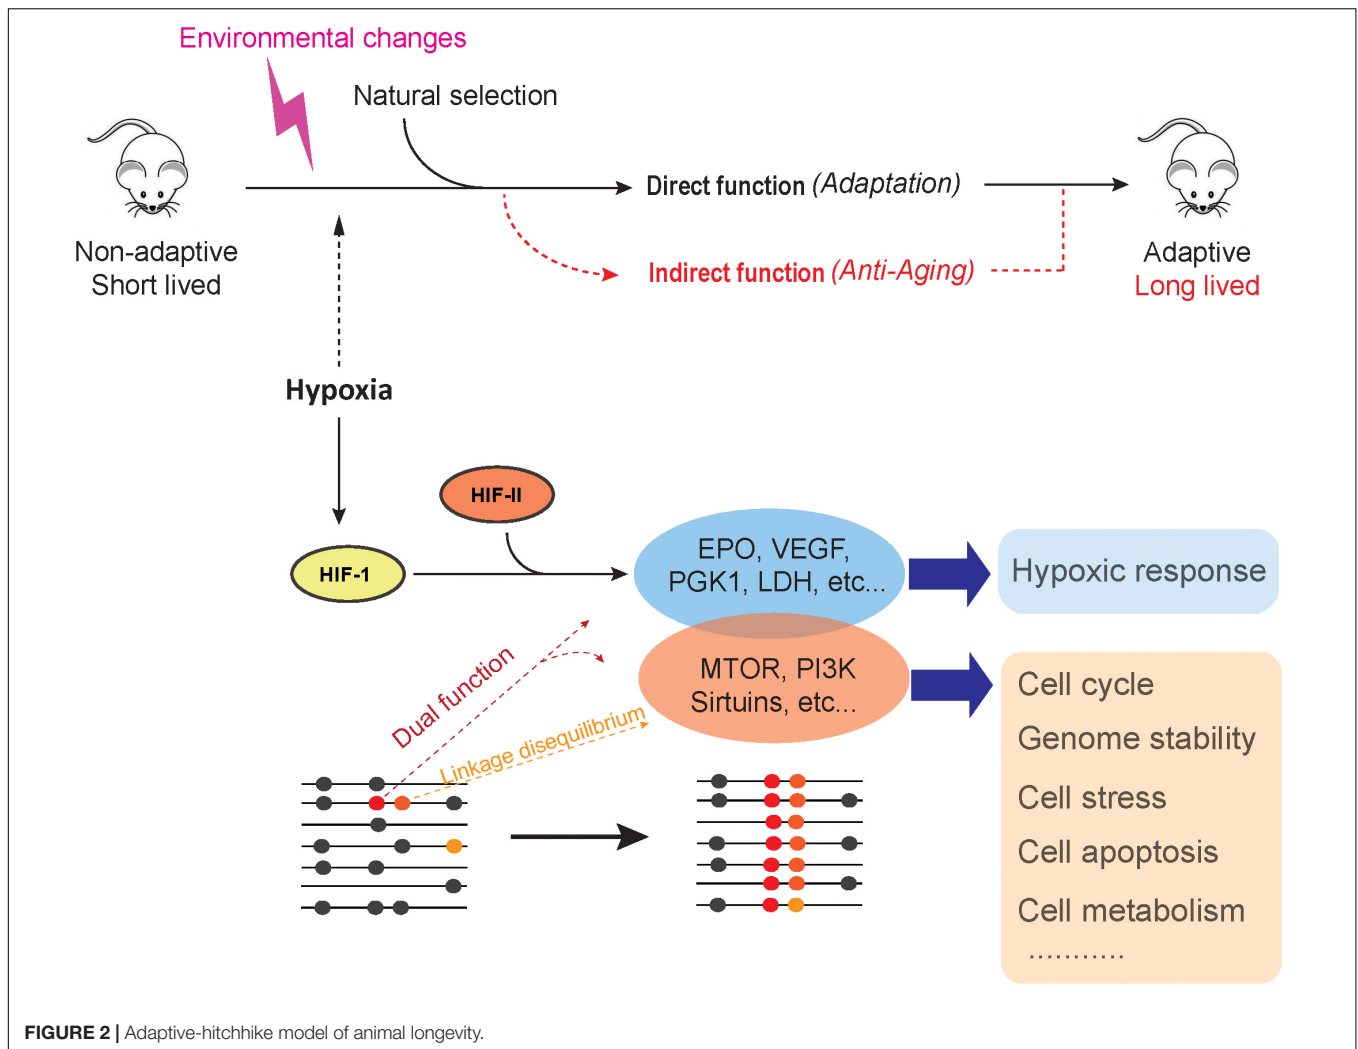 Environmental changes
Natural selection
Non-adaptive
Short lived
Direct function (Adaptation)
Indirect function (Anti-Aging)
Adaptive
Long lived
Hypoxia
HIF-II
HIF-1
EPO, VEGF,
PGK1, LDH, etc...
Hypoxic response
MTOR, PI3K
Sirtuins, etc...
Dual function
Linkage disequilibrium
Cell cycle
Genome stability
Cell stress
Cell apoptosis
Cell metabolism
...........
FIGURE 2 | Adaptive-hitchhike model of animal longevity.